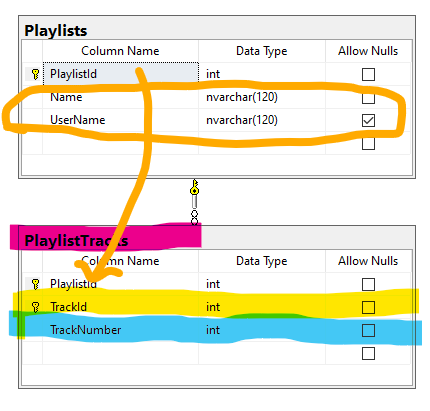 Playlists
Column Name Data Type Allow Nulls
PlaylistId int
Name nvarchar(120)
UserName nvarchar(120)
PlaylistTracks
Column Name Data Type Allow Nulls
PlaylistId int
TrackId int
TrackNumber int